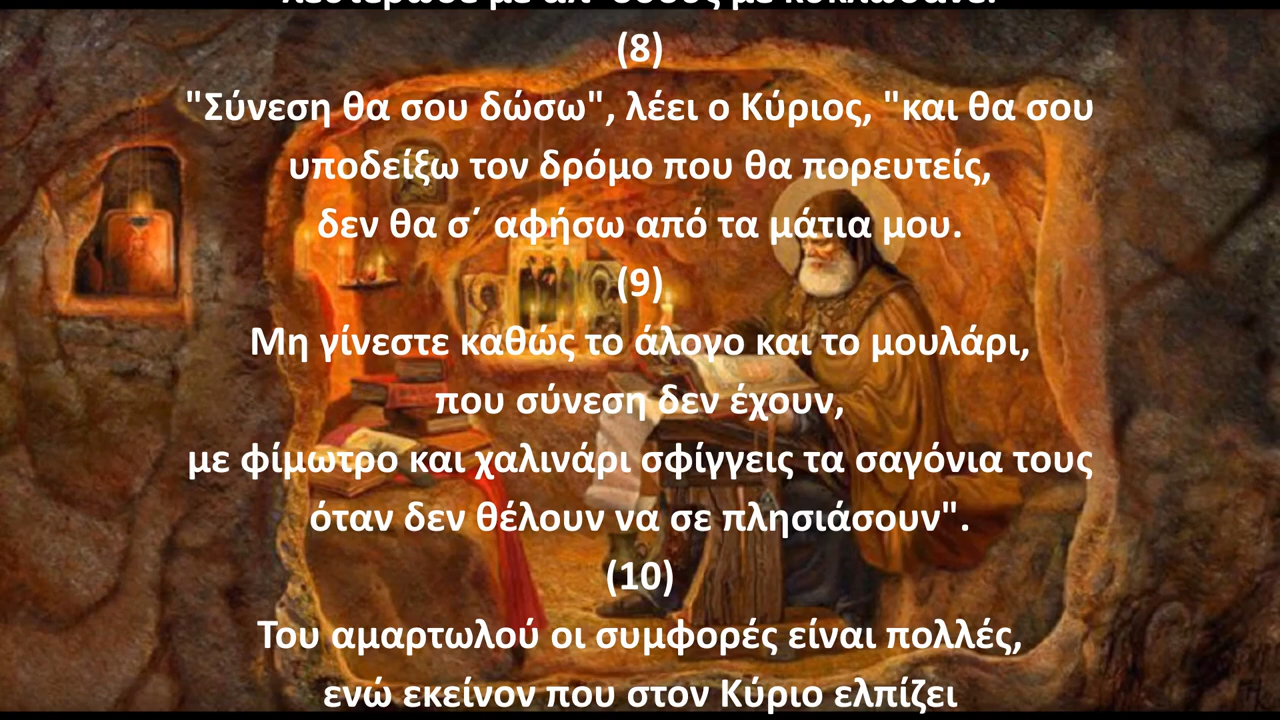 (8)
"Σύνεση θα σου δώσω", λέει ο Κύριος, "και θα σου
υποδείξω τον δρόμο που θα πορευτείς,
δεν θα σ΄ αφήσω από τα μάτια μου.
(9)
Μη γίνεστε καθώς το άλογο και το μουλάρι,
που σύνεση δεν έχουν,
με φίμωτρο και χαλινάρι σφίγγεις τα σαγόνια τους
όταν δεν θέλουν να σε πλησιάσουν".
(10)
Του αμαρτωλού οι συμφορές είναι πολλές,
ενώ εκείνον που στον Κύριο ελπίζει